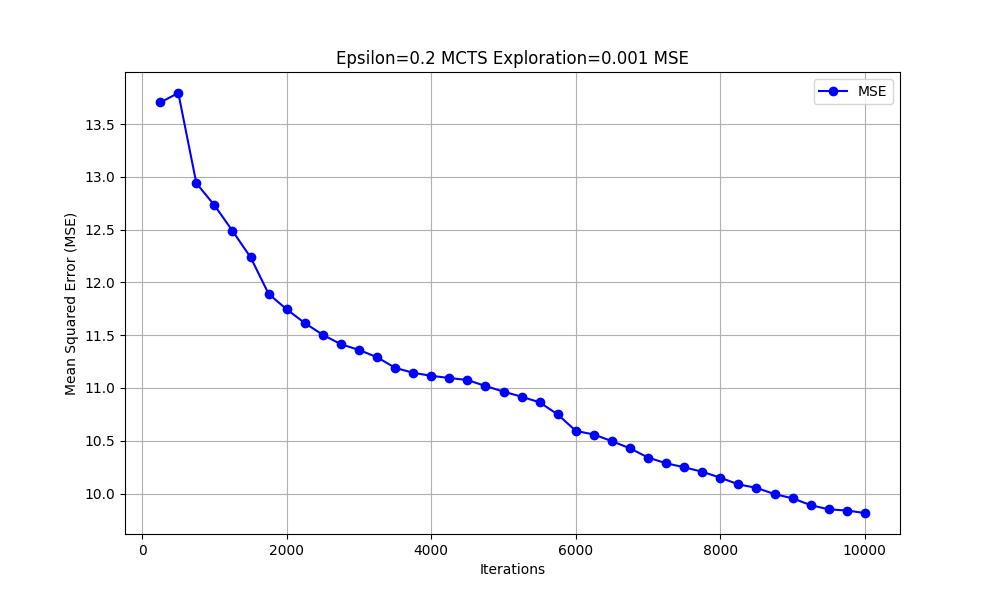 Epsilon=0.2 MCTS Exploration=0.001 MSE
MSE
Mean Squared Error (MSE)
13.5
13.0
12.5
12.0
11.5
11.0
10.5
10.0
0 2000 4000 6000 8000 10000
Iterations